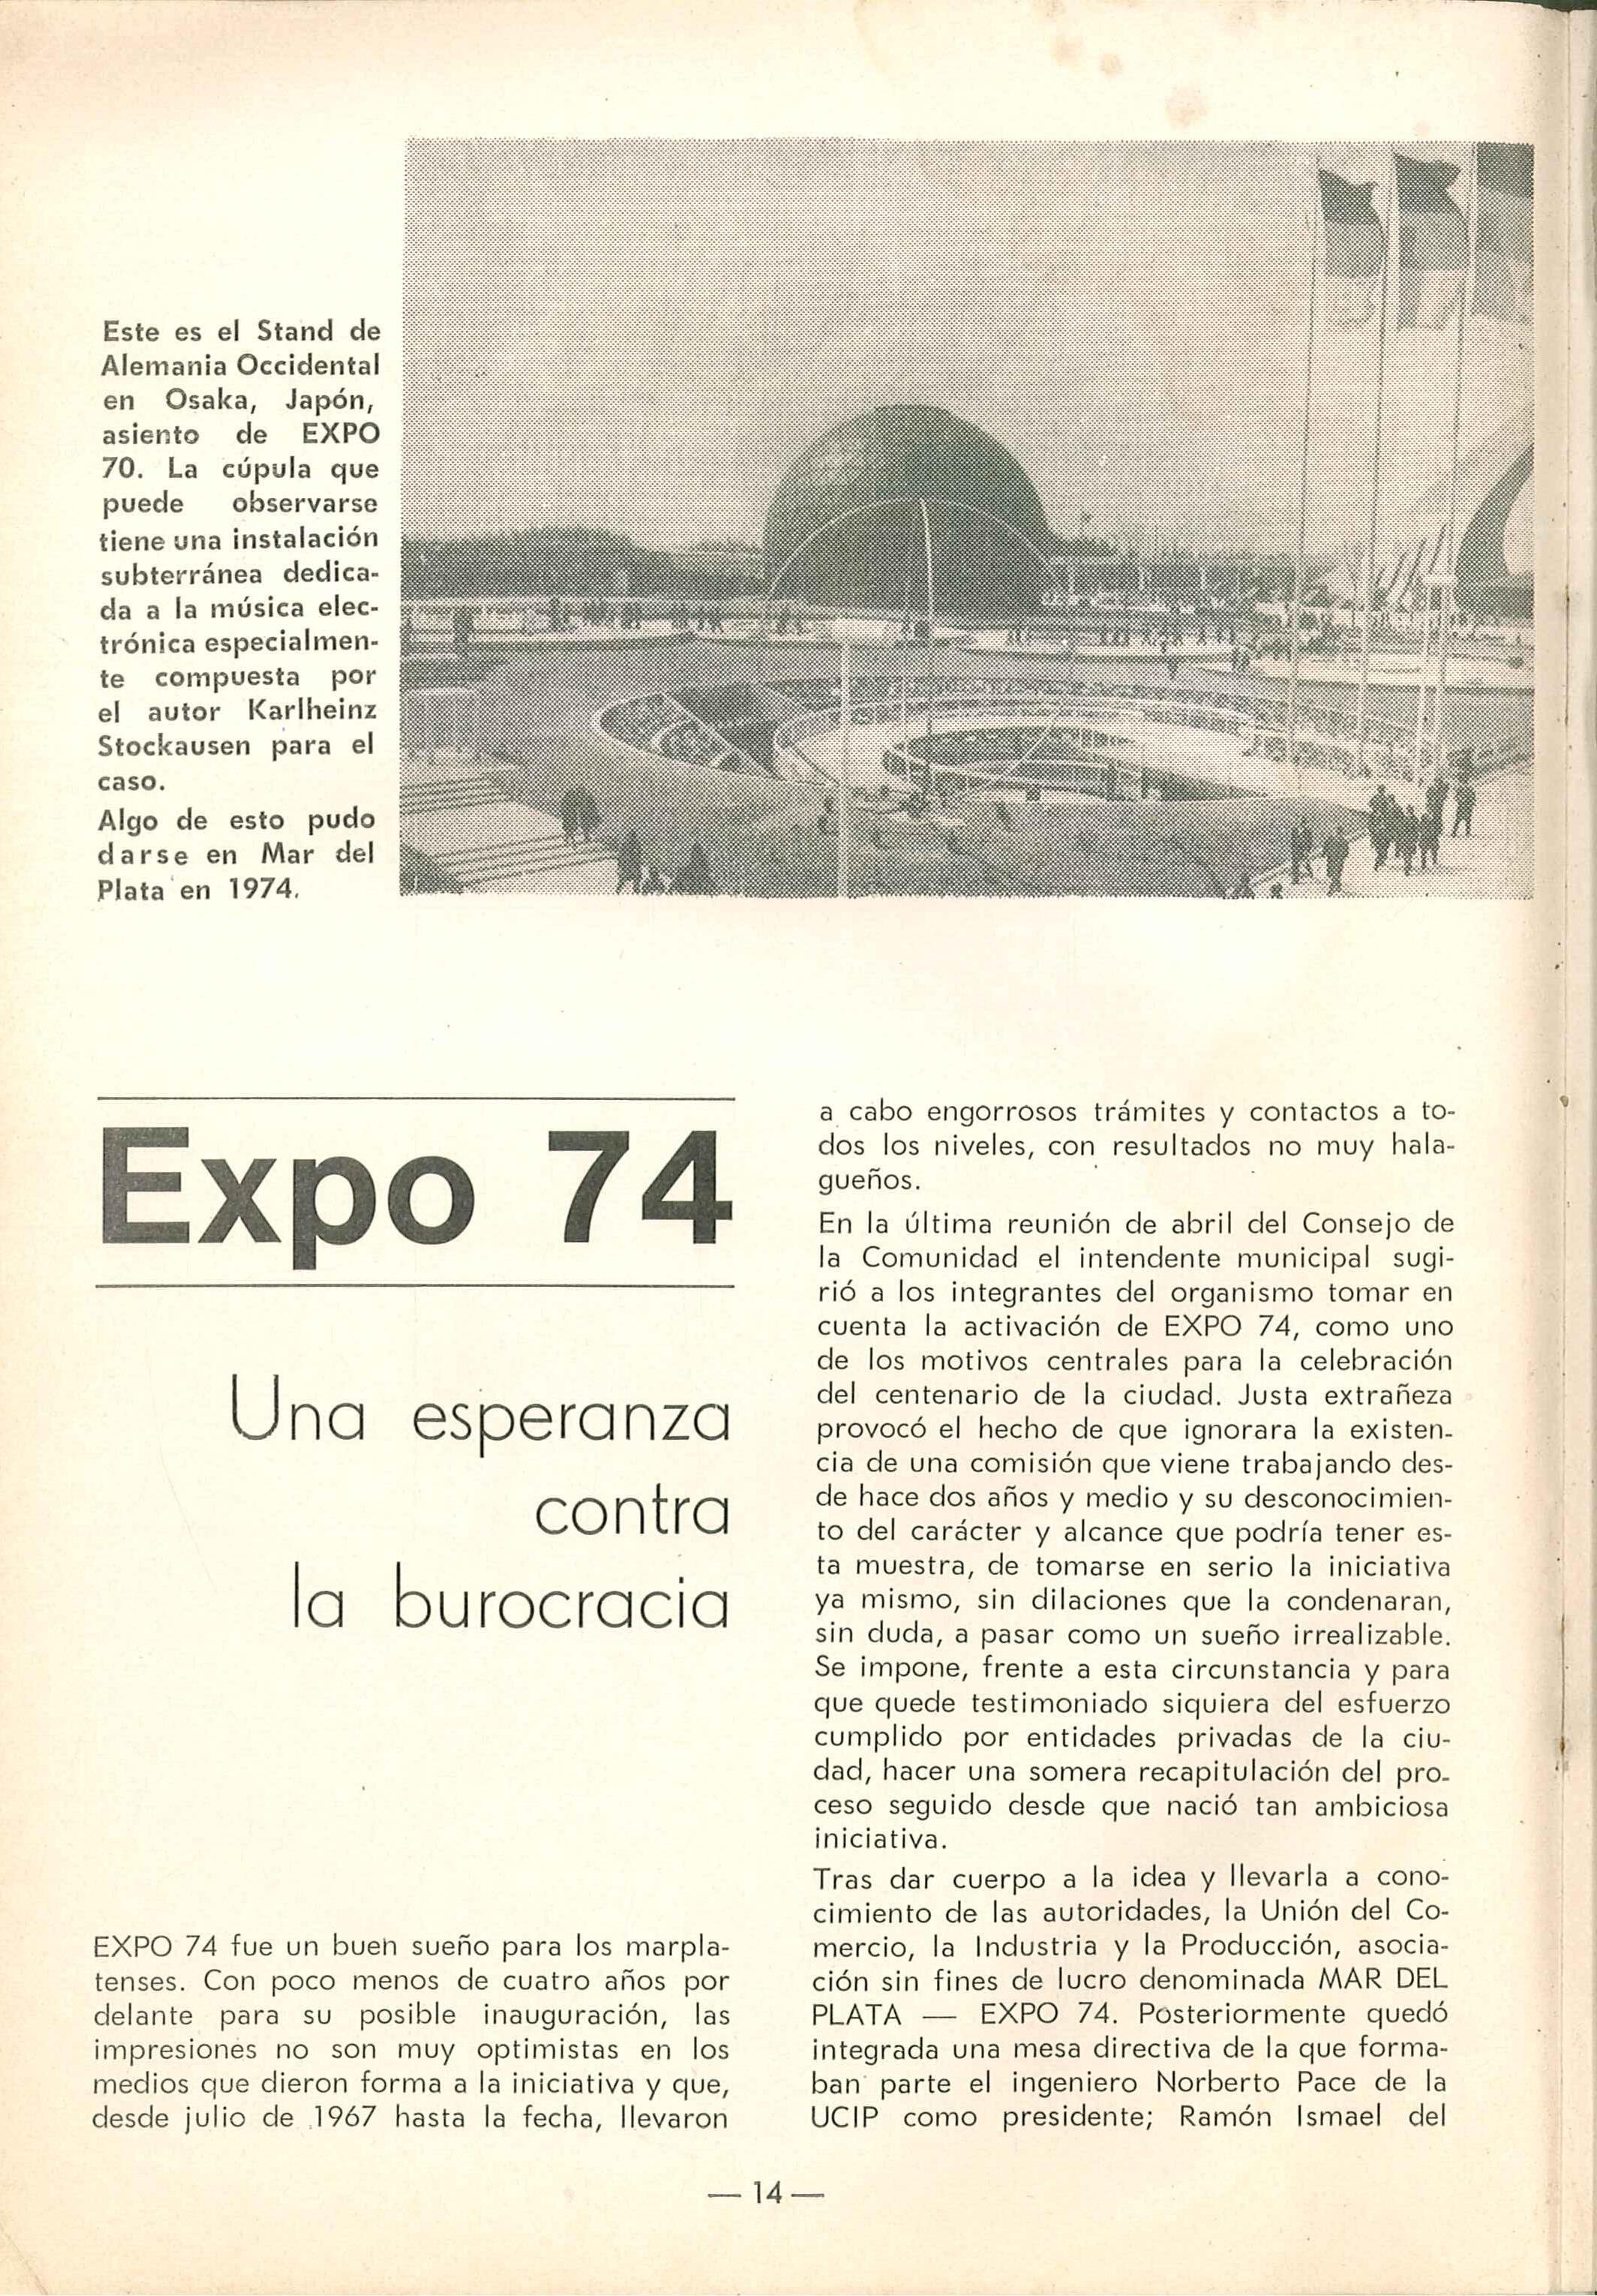 Este es el Stand de
Alemania Occidental
en Osaka, Japón,
asiento de EXPO
70. La cúpula que
puede observarse
tiene una instalación
subterránea dedica-
da a la música elec-
trónica especialmen-
te compuesta por
el autor Karlheinz
Stockausen para el
caso.
Algo de esto pudo
darse en Mar del
Plata en 1974.
Expo 74
Una esperanza
contra
la burocracia
EXPO 74 fue un buen sueño para los marpla-
tenses. Con poco menos de cuatro años por
delante para su posible inauguración, las
impresiones no son muy optimistas en los
medios que dieron forma a la iniciativa y que,
desde julio de 1967 hasta la fecha, llevaron
a cabo engorrosos trámites y contactos a to-
dos los niveles, con resultados no muy hala-
gueños.
En la última reunión de abril del Consejo de
la Comunidad el intendente municipal sugi-
rió a los integrantes del organismo tomar en
cuenta la activación de EXPO 74, como uno
de los motivos centrales para la celebración
del centenario de la ciudad. Justa extrañeza
provocó el hecho de que ignorara la existen-
cia de una comisión que viene trabajando des-
de hace dos años y medio y su desconocimien-
to del carácter y alcance que podría tener es-
ta muestra, de tomarse en serio la iniciativa
ya mismo, sin dilaciones que la condenaran,
sin duda, a pasar como un sueño irrealizable.
Se impone, frente a esta circunstancia y para
que quede testimoniado siquiera del esfuerzo
cumplido por entidades privadas de la ciu-
dad, hacer una somera recapitulación del pro-
ceso seguido desde que nació tan ambiciosa
iniciativa.
Tras dar cuerpo a la idea y llevarla a cono-
cimiento de las autoridades, la Unión del Co-
mercio, la Industria y la Producción, asocia-
ción sin fines de lucro denominada MAR DEL
PLATA — EXPO 74. Posteriormente quedó
integrada una mesa directiva de la que forma-
ban parte el ingeniero Norberto Pace de la
UCIP como presidente; Ramón Ismael del
— 14 —